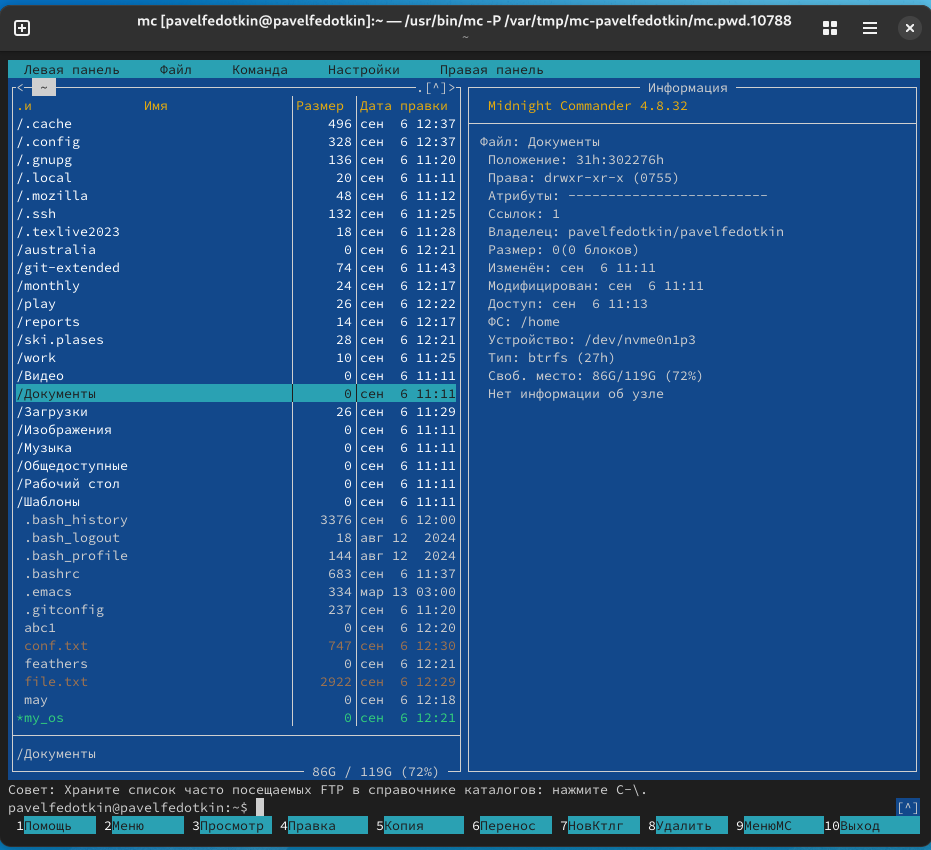 mc [pavelfedotkin@pavelfedotkin]:~ — /usr/bin/mc -P /var/tmp/mc-pavelfedotkin/mc.pwd.10788
~
Левая панель Файл Команда Настройки Правая панель
<─ ~ .[^]>
.и Имя Размер Дата правки
/.cache 496 сен 6 12:37
/.config 328 сен 6 12:37
/.gnupg 136 сен 6 11:20
/.local 20 сен 6 11:11
/.mozilla 48 сен 6 11:12
/.ssh 132 сен 6 11:25
/.texlive2023 18 сен 6 11:28
/australia 0 сен 6 12:21
/git-extended 74 сен 6 11:43
/monthly 24 сен 6 12:17
/play 26 сен 6 12:22
/reports 14 сен 6 12:17
/ski.plases 28 сен 6 12:21
/work 10 сен 6 11:25
/Видео 0 сен 6 11:11
/Документы 0 сен 6 11:11
/Загрузки 26 сен 6 11:29
/Изображения 0 сен 6 11:11
/Музыка 0 сен 6 11:11
/Общедоступные 0 сен 6 11:11
/Рабочий стол 0 сен 6 11:11
/Шаблоны 0 сен 6 11:11
.bash_history 3376 сен 6 12:00
.bash_logout 18 авг 12 2024
.bash_profile 144 авг 12 2024
.bashrc 683 сен 6 11:37
.emacs 334 мар 13 03:00
.gitconfig 237 сен 6 11:20
abc1 0 сен 6 12:20
conf.txt 747 сен 6 12:30
feathers 0 сен 6 12:21
file.txt 2922 сен 6 12:29
may 0 сен 6 12:18
*my_os 0 сен 6 12:21
/Документы
86G / 119G (72%)
Информация
Midnight Commander 4.8.32
Файл: Документы
Положение: 31h:302276h
Права: drwxr-xr-x (0755)
Атрибуты: -------------------------
Ссылок: 1
Владелец: pavelfedotkin/pavelfedotkin
Размер: 0(0 блоков)
Изменён: сен 6 11:11
Модифицирован: сен 6 11:11
Доступ: сен 6 11:13
ФС: /home
Устройство: /dev/nvme0n1p3
Тип: btrfs (27h)
Своб. место: 86G/119G (72%)
Нет информации об узле
Совет: Храните список часто посещаемых FTP в справочнике каталогов: нажмите C-\.
pavelfedotkin@pavelfedotkin:~$ [^]
1Помощь 2Меню 3Просмотр 4Правка 5Копия 6Перенос 7НовКтлг 8Удалить 9МенюМС 10Выход